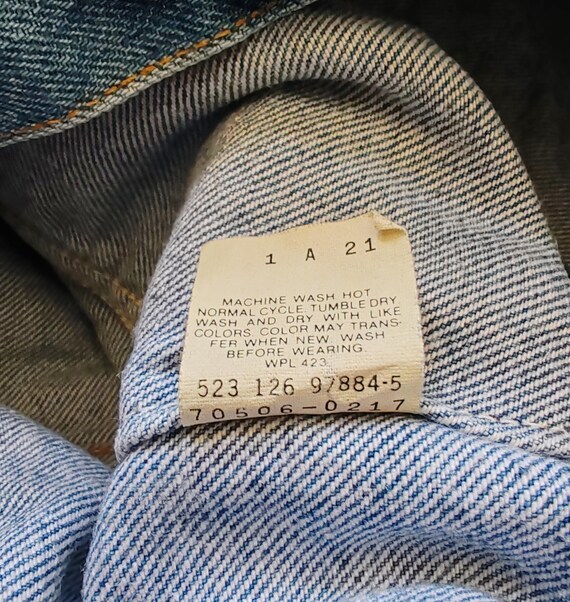 1 A 21
MACHINE WASH HOT
NORMAL CYCLE. TUMBLE DRY.
WASH AND DRY WITH LIKE
COLORS. COLOR MAY TRANS-
FER WHEN NEW. WASH
BEFORE WEARING.
WPL 423
523 126 97884-5
70506-0217